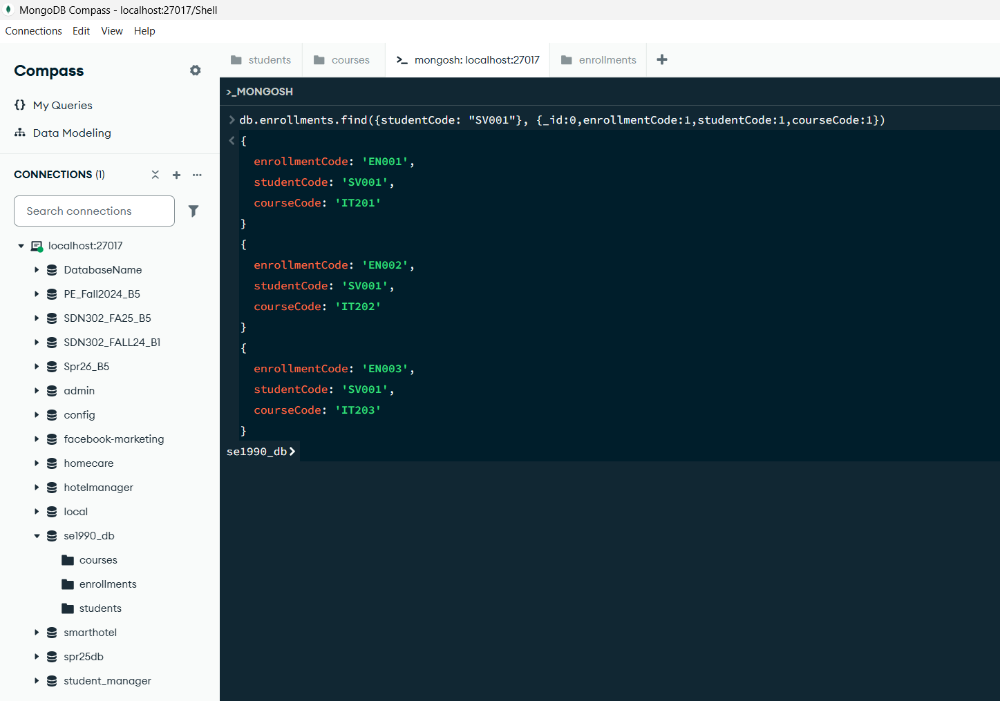 MongoDB Compass - localhost:27017/Shell
Connections Edit View Help
Compass
My Queries
Data Modeling
CONNECTIONS (1)
Search connections
localhost:27017
DatabaseName
PE_Fall2024_B5
SDN302_FA25_B5
SDN302_FALL24_B1
Spr26_B5
admin
config
facebook-marketing
homecare
hotelmanager
local
se1990_db
courses
enrollments
students
smarthotel
spr25db
student_manager
students courses >_ mongosh: localhost:27017 enrollments +
>_MONGOSH
> db.enrollments.find({studentCode: "SV001"}, {_id:0,enrollmentCode:1,studentCode:1,courseCode:1})
< {
enrollmentCode: 'EN001',
studentCode: 'SV001',
courseCode: 'IT201'
}
{
enrollmentCode: 'EN002',
studentCode: 'SV001',
courseCode: 'IT202'
}
{
enrollmentCode: 'EN003',
studentCode: 'SV001',
courseCode: 'IT203'
}
se1990_db>